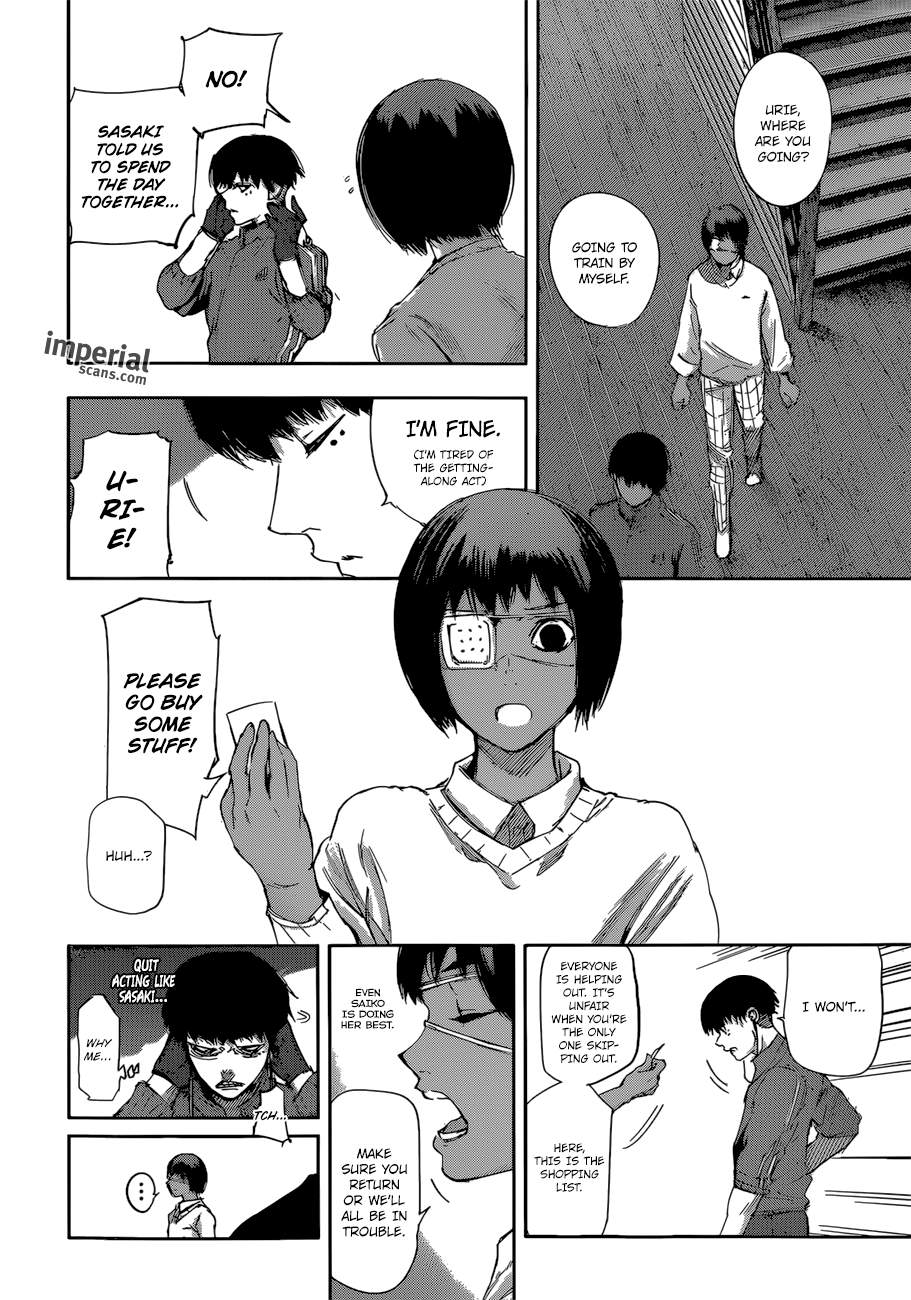 URIE,
WHERE
ARE YOU
GOING?
GOING TO
TRAIN BY
MYSELF.
NO!
SASAKI
TOLD US
TO SPEND
THE DAY
TOGETHER...
imperial
scans.com
I'M FINE.
(I'M TIRED OF
THE GETTING-
ALONG ACT)
U-
RI-
E!
PLEASE
GO BUY
SOME
STUFF!
HUH...?
I WON'T...
EVERYONE
IS HELPING
OUT. IT'S
UNFAIR
WHEN YOU'RE
THE ONLY
ONE SKIP-
PING OUT.
HERE,
THIS IS THE
SHOPPING
LIST.
EVEN
SAIKO
IS DOING
HER BEST.
MAKE
SURE YOU
RETURN
OR WE'LL
ALL BE IN
TROUBLE.
QUIT
ACTING LIKE
SASAKI...
WHY
ME...
TCH...
...